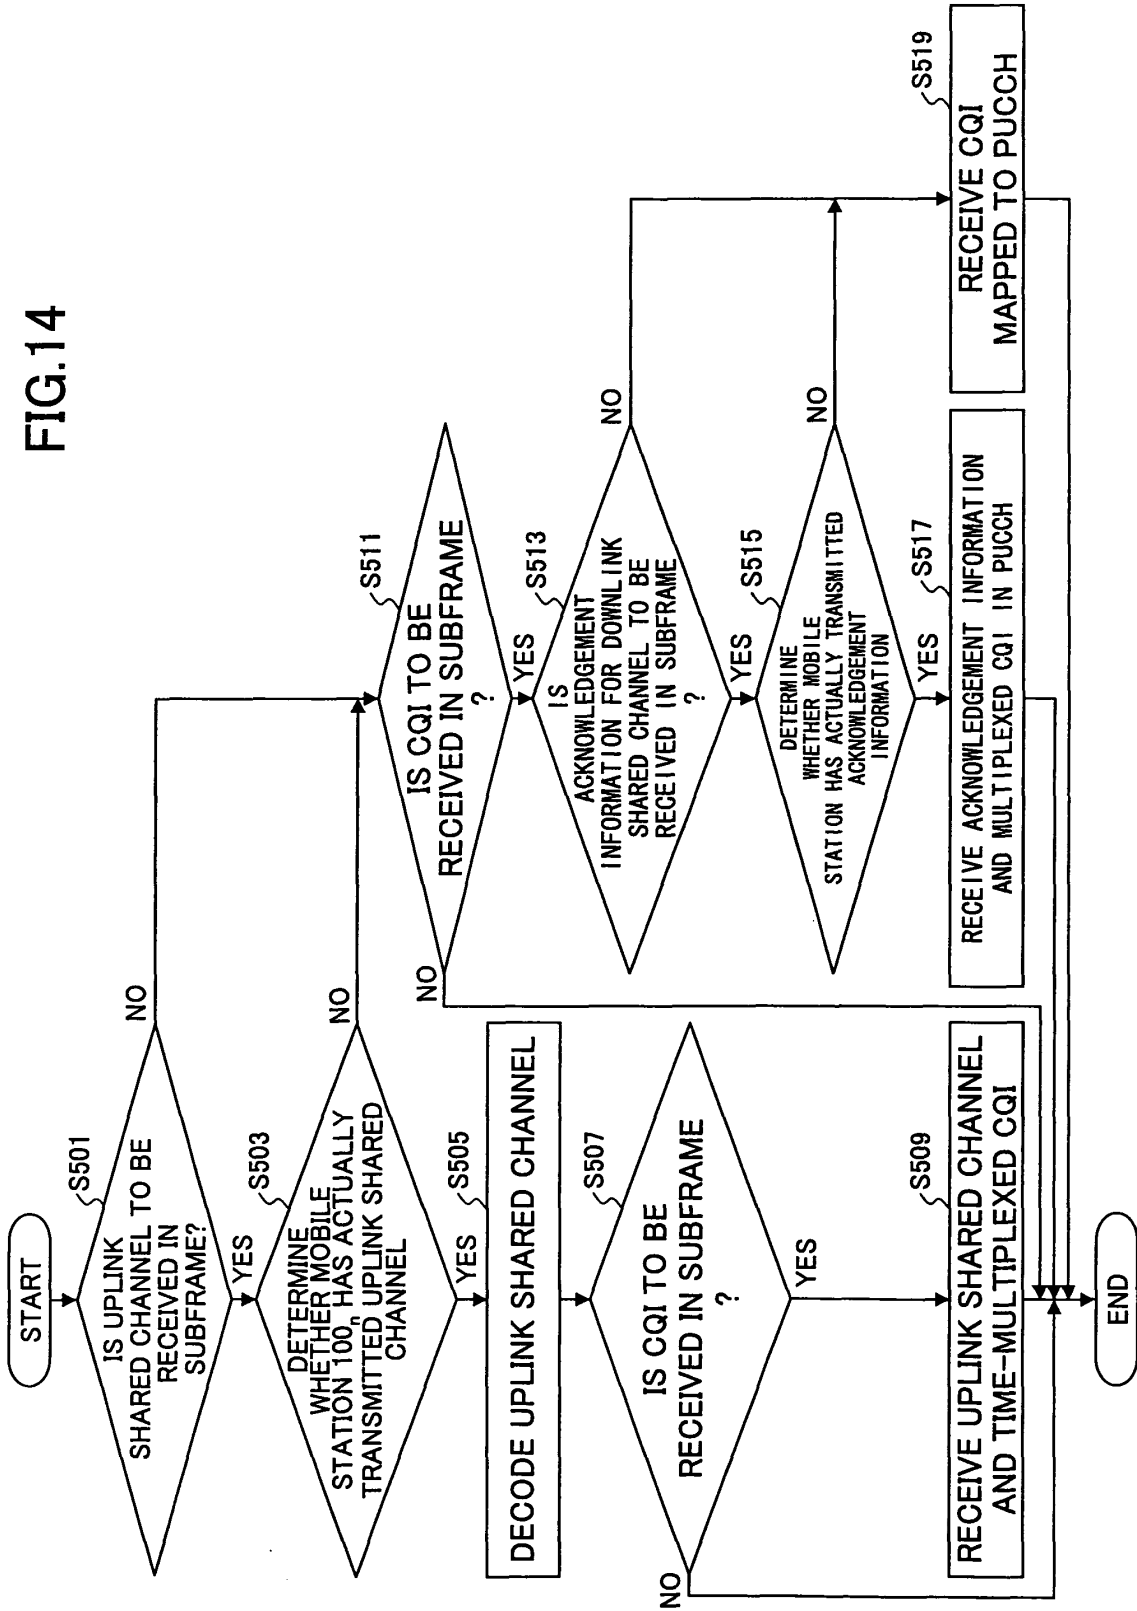 FIG.14
START
S501
IS UPLINK
SHARED CHANNEL TO BE
RECEIVED IN
SUBFRAME?
NO
YES
S503
DETERMINE
WHETHER MOBILE
STATION 100n HAS ACTUALLY
TRANSMITTED UPLINK SHARED
CHANNEL
NO
YES
S505
DECODE UPLINK SHARED CHANNEL
S507
IS CQI TO BE
RECEIVED IN SUBFRAME
?
NO
YES
S509
RECEIVE UPLINK SHARED CHANNEL
AND TIME-MULTIPLEXED CQI
S511
IS CQI TO BE
RECEIVED IN SUBFRAME
?
NO
YES
S513
IS
ACKNOWLEDGEMENT
INFORMATION FOR DOWNLINK
SHARED CHANNEL TO BE
RECEIVED IN SUBFRAME
?
NO
YES
S515
DETERMINE
WHETHER MOBILE
STATION HAS ACTUALLY TRANSMITTED
ACKNOWLEDGEMENT
INFORMATION
NO
YES
S517
RECEIVE ACKNOWLEDGEMENT INFORMATION
AND MULTIPLEXED CQI IN PUCCH
S519
RECEIVE CQI
MAPPED TO PUCCH
END